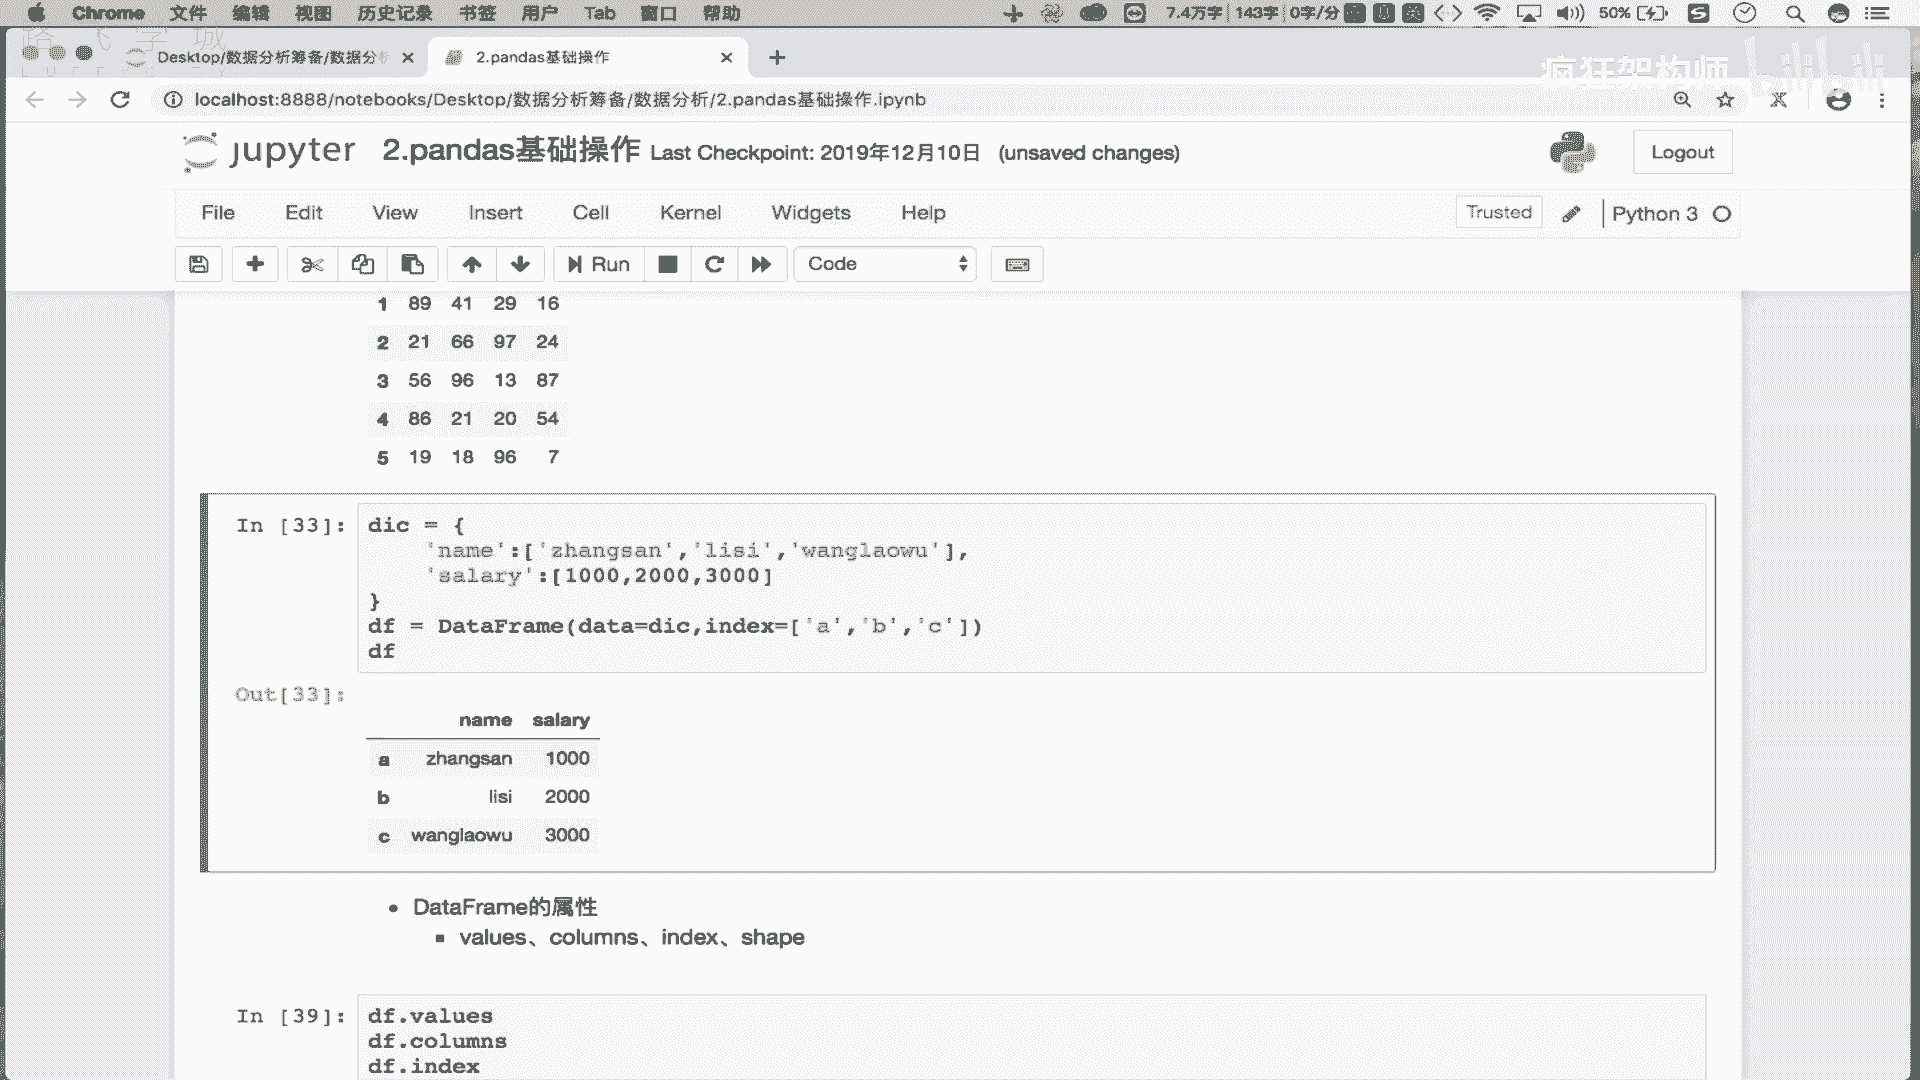 Chrome 文件 编辑 视图 历史记录 书签 用户 Tab 窗口 帮助 7.4万字 143字 0字/分 50%
Desktop/数据分析筹备/数据分析
2.pandas基础操作
疯狂架构师 bilibili
localhost:8888/notebooks/Desktop/数据分析筹备/数据分析/2.pandas基础操作.ipynb
jupyter 2.pandas基础操作 Last Checkpoint: 2019年12月10日 (unsaved changes)
Logout
File Edit View Insert Cell Kernel Widgets Help Trusted Python 3
Run Code
1 89 41 29 16
2 21 66 97 24
3 56 96 13 87
4 86 21 20 54
5 19 18 96 7
In [33]: dic = {
'name':['zhangsan','lisi','wanglaowu'],
'salary':[1000,2000,3000]
}
df = DataFrame(data=dic,index=['a','b','c'])
df
Out[33]:
name salary
a zhangsan 1000
b lisi 2000
c wanglaowu 3000
• DataFrame的属性
▪ values、columns、index、shape
In [39]: df.values
df.columns
df.index